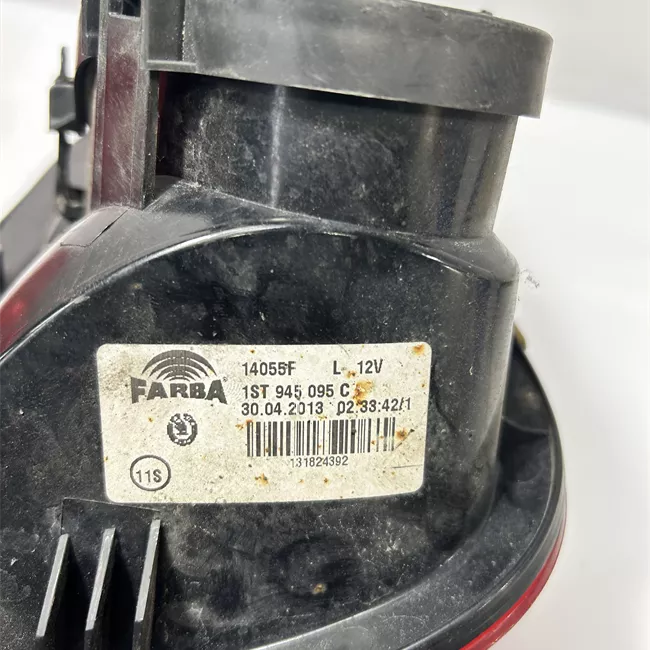 14055F L 12V
FARBA
1ST 945 095 C
30.04.2013 02:33:42/1
131824392
11S